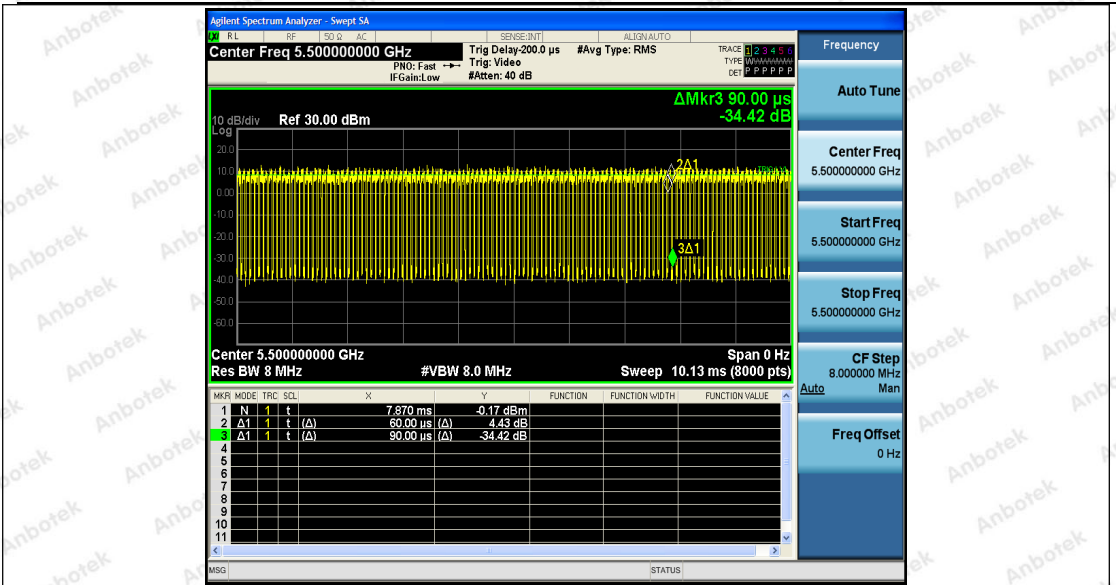 Agilent Spectrum Analyzer - Swept SA
LXI RL RF 50 Ω AC SENSE:INT ALIGNAUTO
Center Freq 5.500000000 GHz
PNO: Fast
IFGain:Low
Trig Delay-200.0 µs #Avg Type: RMS
Trig: Video
#Atten: 40 dB
TRACE 1 2 3 4 5 6
TYPE
DET P P P P P P
ΔMkr3 90.00 µs
-34.42 dB
10 dB/div Ref 30.00 dBm
Log
20.0
10.0
0.00
-10.0
-20.0
-30.0
-40.0
-50.0
-60.0
2Δ1
3Δ1
Center 5.500000000 GHz Span 0 Hz
Res BW 8 MHz #VBW 8.0 MHz Sweep 10.13 ms (8000 pts)
MKR MODE TRC SCL X Y FUNCTION FUNCTION WIDTH FUNCTION VALUE
1 N 1 t 7.870 ms -0.17 dBm
2 Δ1 1 t (Δ) 60.00 µs (Δ) 4.43 dB
3 Δ1 1 t (Δ) 90.00 µs (Δ) -34.42 dB
4
5
6
7
8
9
10
11
MSG STATUS
Frequency
Auto Tune
Center Freq
5.500000000 GHz
Start Freq
5.500000000 GHz
Stop Freq
5.500000000 GHz
CF Step
8.000000 MHz
Auto Man
Freq Offset
0 Hz
Anbotek